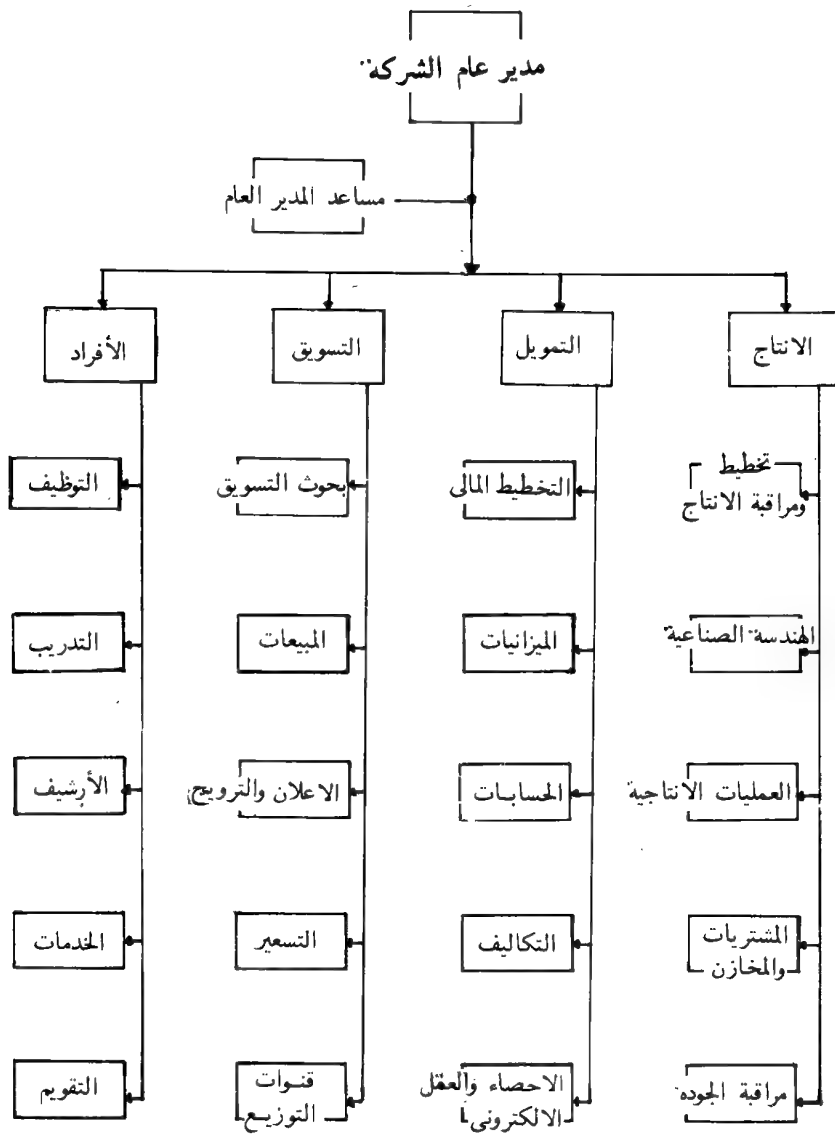 مدير عام الشركة
مساعد المدير العام
الانتاج
التمويل
التسويق
الأفراد
تخطيط
ومراقبة الانتاج
التخطيط المالى
بحوث التسويق
التوظيف
الهندسة الصناعية
الميزانيات
المبيعات
التدريب
العمليات الانتاجية
الحسابات
الاعلان والترويج
الأرشيف
المشتريات
والمخازن
التكاليف
التسعير
الخدمات
مراقبة الجوده
الاحصاء والعقل
الالكترونى
قنوات
التوزيع
التقويم